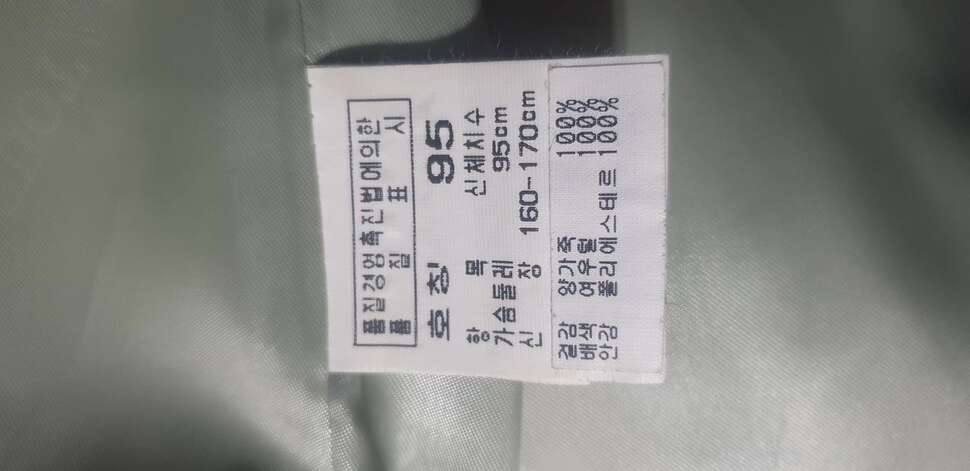 품질경영촉진법에의한
품질표시
호칭 95
항목 신체치수
가슴둘레 95cm
신장 160-170cm
겉감 양가죽 100%
배색 여우털 100%
안감 폴리에스테르 100%